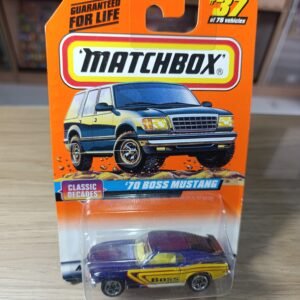 GUARANTEED
FOR LIFE
#37
of 75 vehicles
MATCHBOX®
CLASSIC
DECADES
'70 BOSS MUSTANG
Boss